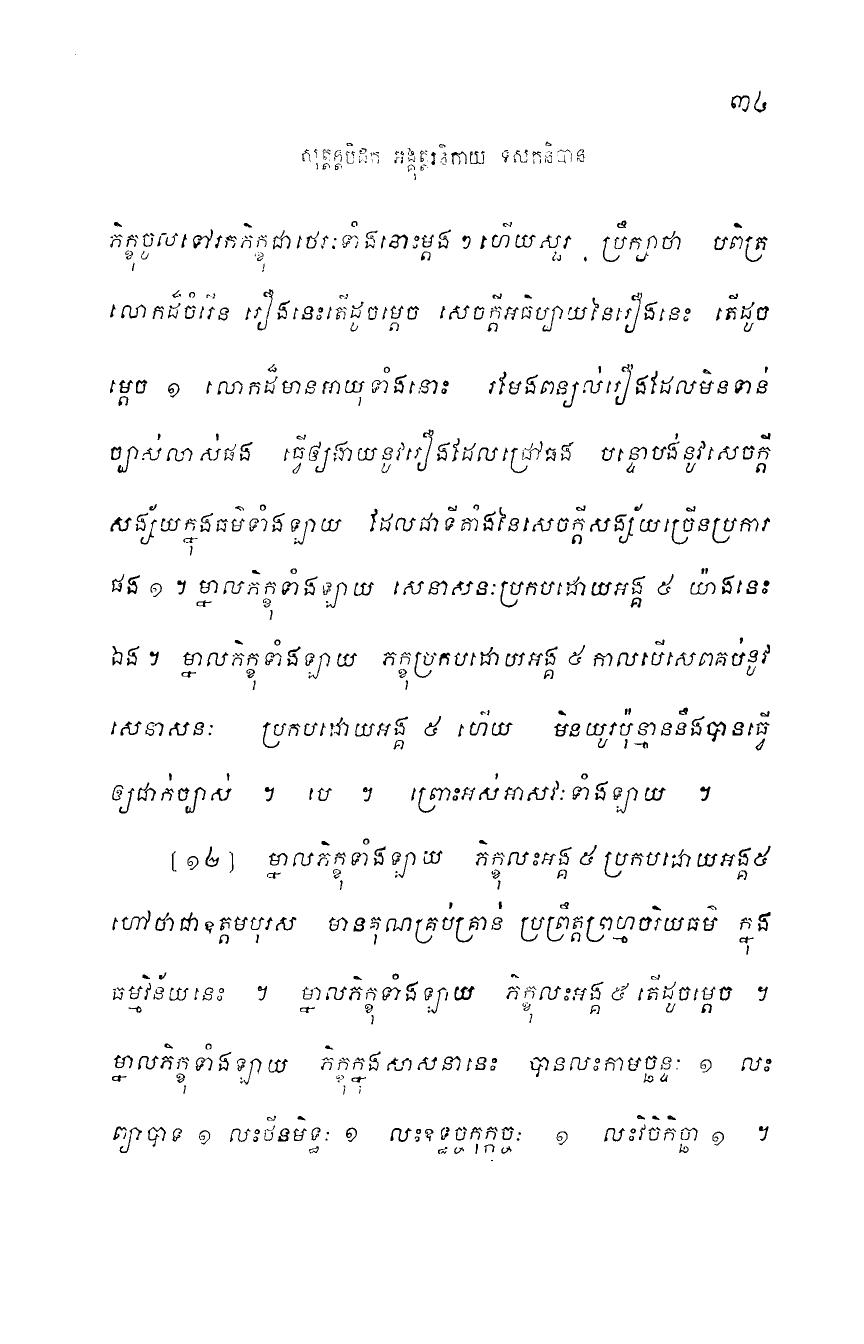 ៣៤
សុត្តន្តបិដក អង្គុត្តរនិកាយ ទសកនិបាត
ភិក្ខុចូលទៅរកភិក្ខុជាថេរៈទាំងនោះម្តង ៗ ហើយសួរ ប្រឹក្សាថា បពិត្រ
លោកដ៏ចំរើន រឿងនេះតើដូចម្តេច សេចក្តីអធិប្បាយនៃរឿងនេះ តើដូច
ម្តេច ១ លោកដ៏មានអាយុទាំងនោះ រមែងពន្យល់រឿងដែលមិនទាន់
ច្បាស់លាស់ផង ធ្វើឲ្យងាយនូវរឿងដែលជ្រៅផង បន្ទោបង់នូវសេចក្តី
សង្ស័យក្នុងធម៌ទាំងឡាយ ដែលជាទីតាំងនៃសេចក្តីសង្ស័យច្រើនប្រការ
ផង ១ ។ ម្នាលភិក្ខុទាំងឡាយ សេនាសនៈប្រកបដោយអង្គ ៥ យ៉ាងនេះ
ឯង ។ ម្នាលភិក្ខុទាំងឡាយ ភិក្ខុប្រកបដោយអង្គ ៥ កាលបើសេពគប់នូវ
សេនាសនៈ ប្រកបដោយអង្គ ៥ ហើយ មិនយូរប៉ុន្មាននឹងបានធ្វើ
ឲ្យជាក់ច្បាស់ ។ បេ ។ ព្រោះអស់អាសវៈទាំងឡាយ ។
[១២] ម្នាលភិក្ខុទាំងឡាយ ភិក្ខុលះអង្គ ៥ ប្រកបដោយអង្គ៥
ហៅថាជាឧត្តមបុរស មានគុណគ្រប់គ្រាន់ ប្រព្រឹត្តព្រហ្មចរិយធម៌ ក្នុង
ធម្មវិន័យនេះ ។ ម្នាលភិក្ខុទាំងឡាយ ភិក្ខុលះអង្គ ៥ តើដូចម្តេច ។
ម្នាលភិក្ខុទាំងឡាយ ភិក្ខុក្នុងសាសនានេះ បានលះកាមច្ឆន្ទៈ ១ លះ
ព្យាបាទ ១ លះថីនមិទ្ធៈ ១ លះឧទ្ធច្ចកុក្កុច្ចៈ ១ លះវិចិកិច្ឆា ១ ។